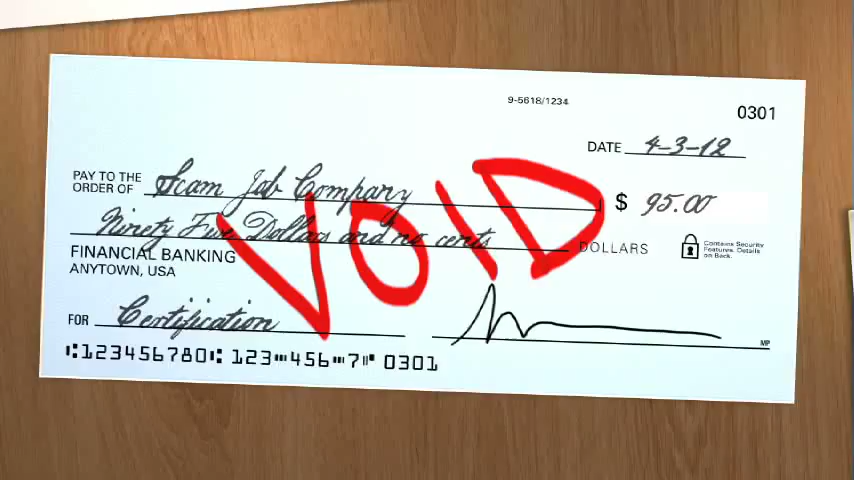 9-5618/1234
0301
DATE 4-3-12
PAY TO THE
ORDER OF Scam Job Company $ 95.00
Ninety Five Dollars and no cents DOLLARS
Contains Security
Features. Details
on Back.
FINANCIAL BANKING
ANYTOWN, USA
FOR Certification
MP
⑆123456780⑆ 123⑉456⑉7⑈ 0301
VOID